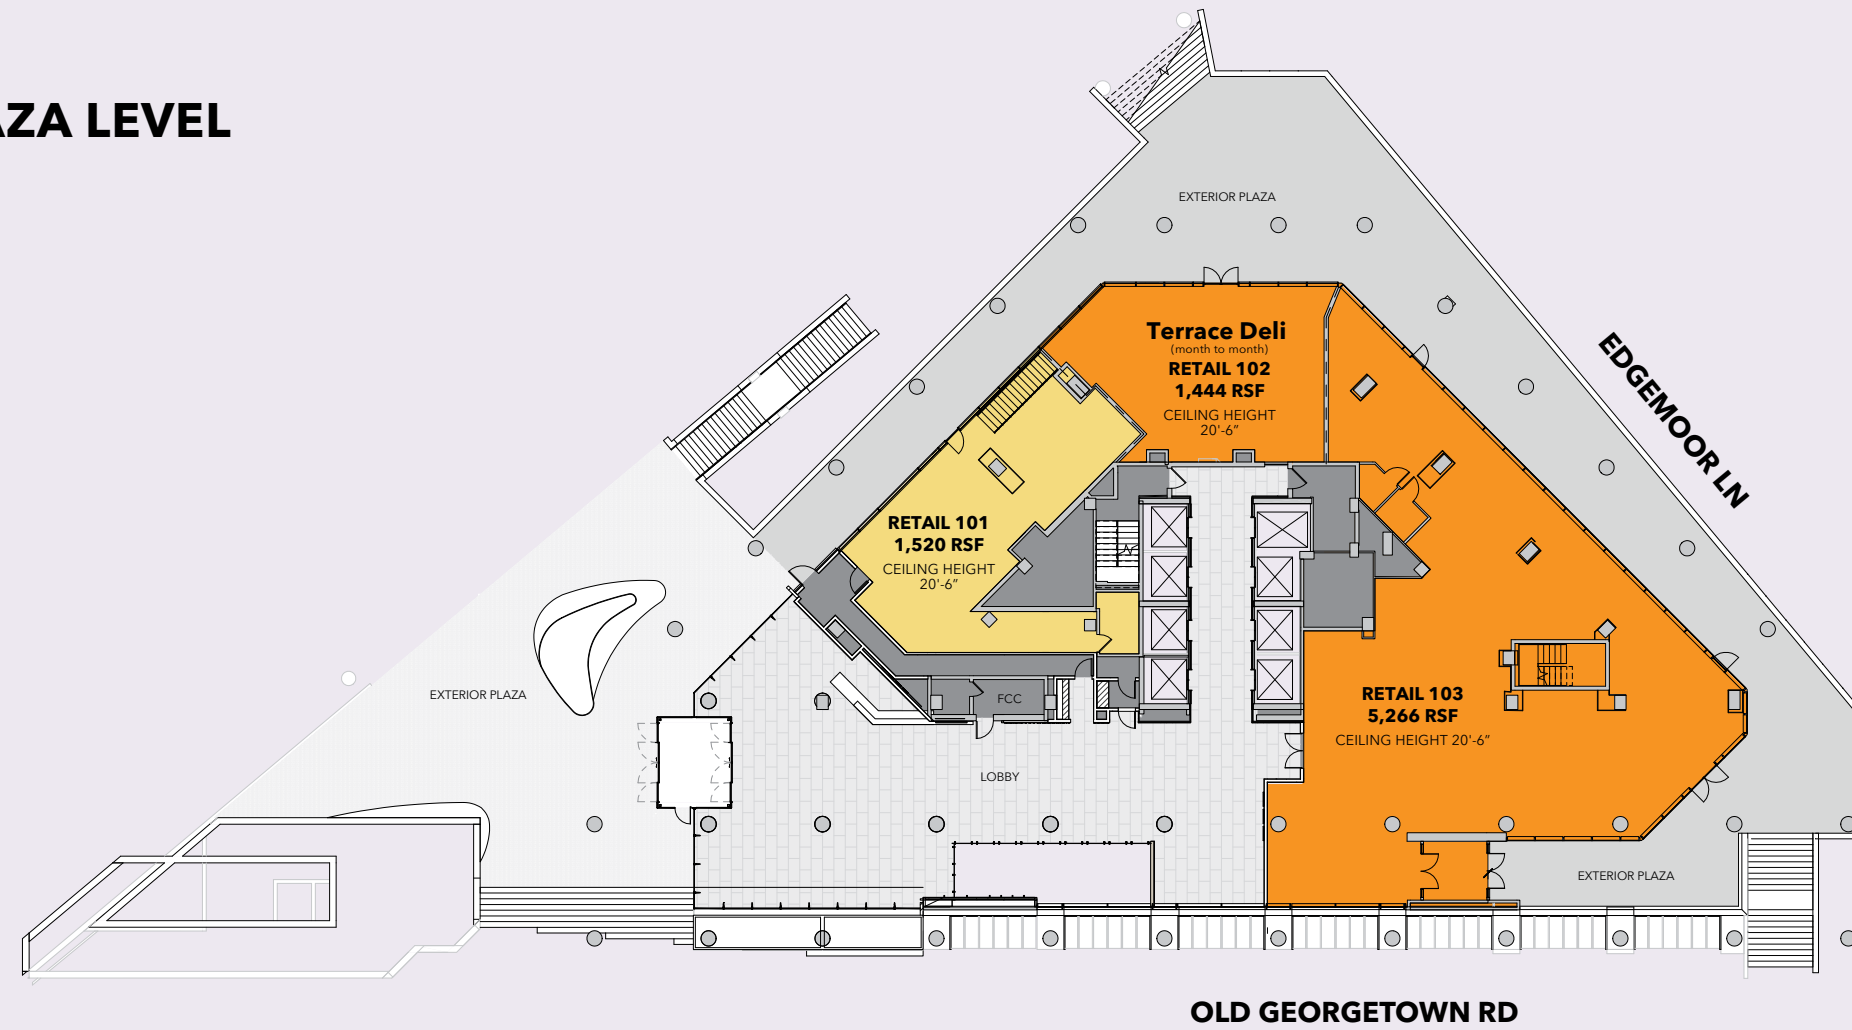 AZA LEVEL
EXTERIOR PLAZA
Terrace Deli
(month to month)
RETAIL 102
1,444 RSF
CEILING HEIGHT
20'-6”
EDGEMOOR LN
RETAIL 101
1,520 RSF
CEILING HEIGHT
20'-6”
EXTERIOR PLAZA
FCC
RETAIL 103
5,266 RSF
CEILING HEIGHT 20'-6”
LOBBY
EXTERIOR PLAZA
OLD GEORGETOWN RD